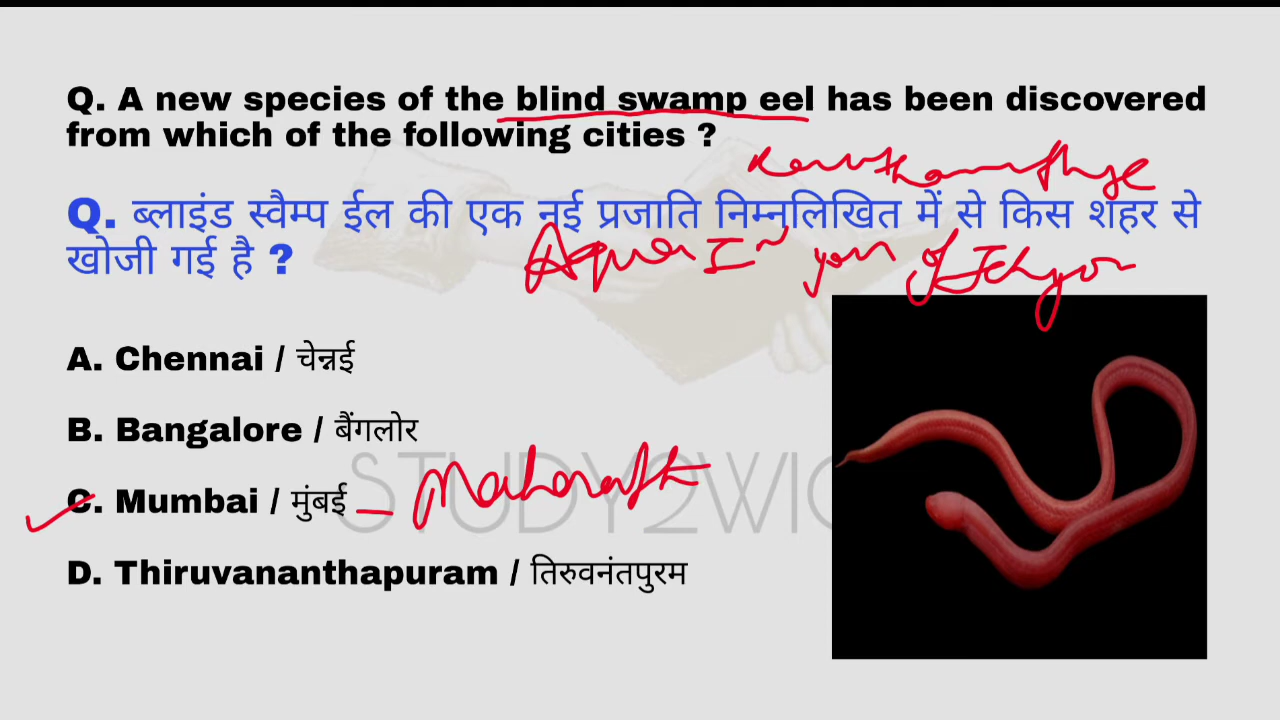 Q. A new species of the blind swamp eel has been discovered
from which of the following cities ?
Q. ब्लाइंड स्वैम्प ईल की एक नई प्रजाति निम्नलिखित में से किस शहर से
खोजी गई है ?
A. Chennai / चेन्नई
B. Bangalore / बैंगलोर
C. Mumbai / मुंबई
D. Thiruvananthapuram / तिरुवनंतपुरम